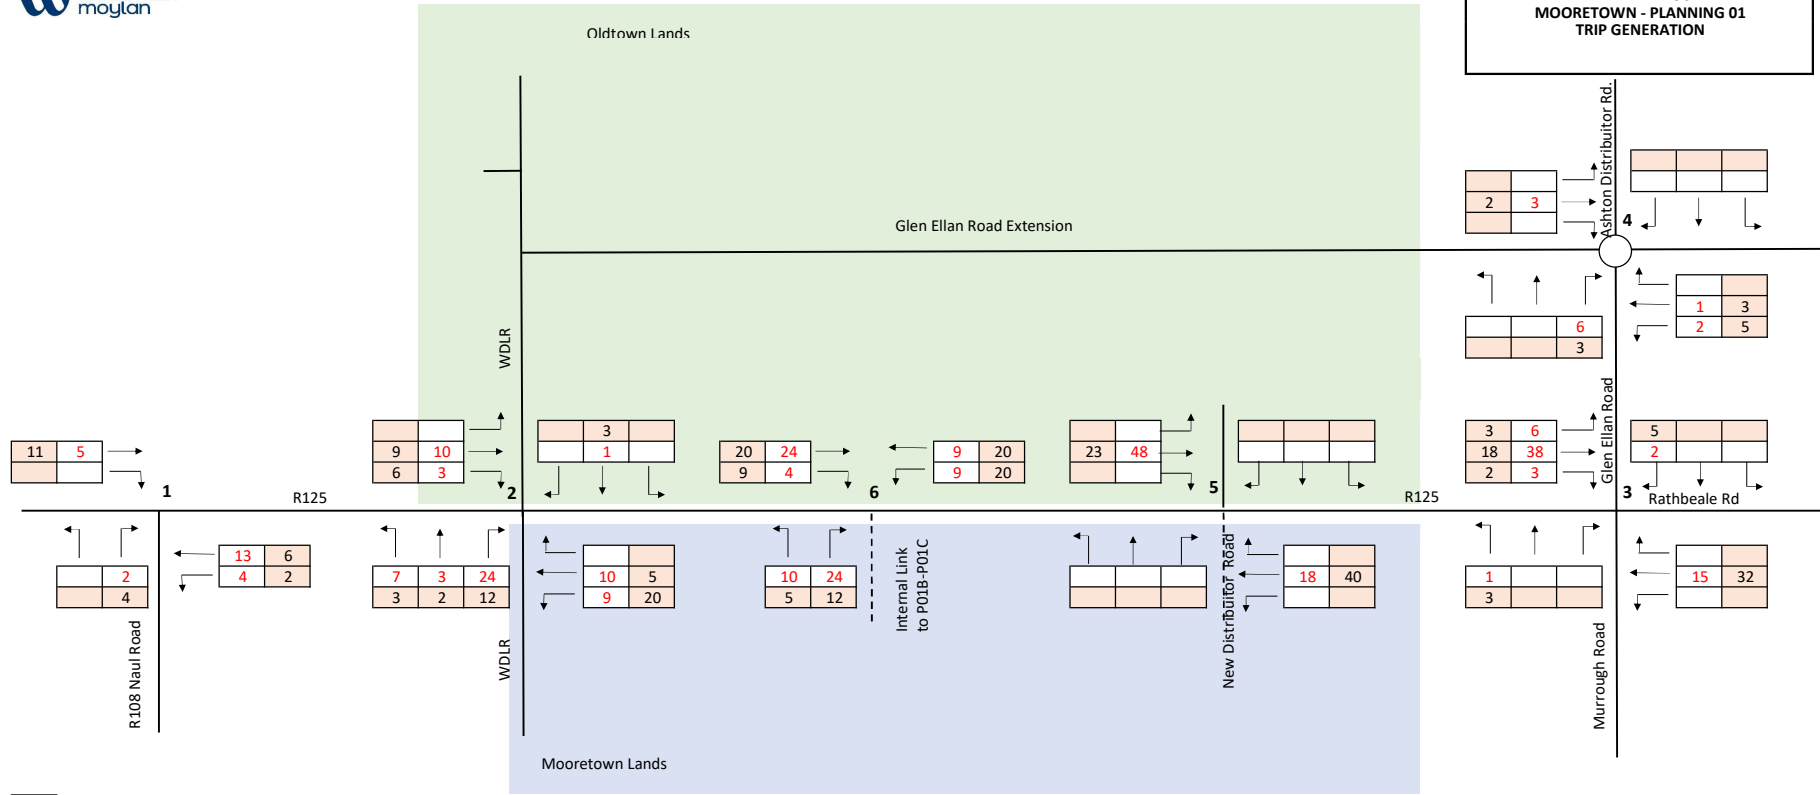 moylan
MOORETOWN - PLANNING 01
TRIP GENERATION
Oldtown Lands
Ashton Distribuitor Rd.
2 3
4
Glen Ellan Road Extension
1 3
2 5
6
3
WDLR
Glen Ellan Road
11 5
9 10
6 3
3
1
20 24
9 4
9 20
9 20
23 48
3 6
18 38
2 3
5
2
1
R125
2
6
5
R125
3
Rathbeale Rd
2
4
13 6
4 2
7 3 24
3 2 12
10 5
9 20
10 24
5 12
Internal Link
to P01B-P01C
New Distribuitor Road
18 40
1
3
15 32
R108 Naul Road
WDLR
Murrough Road
Mooretown Lands